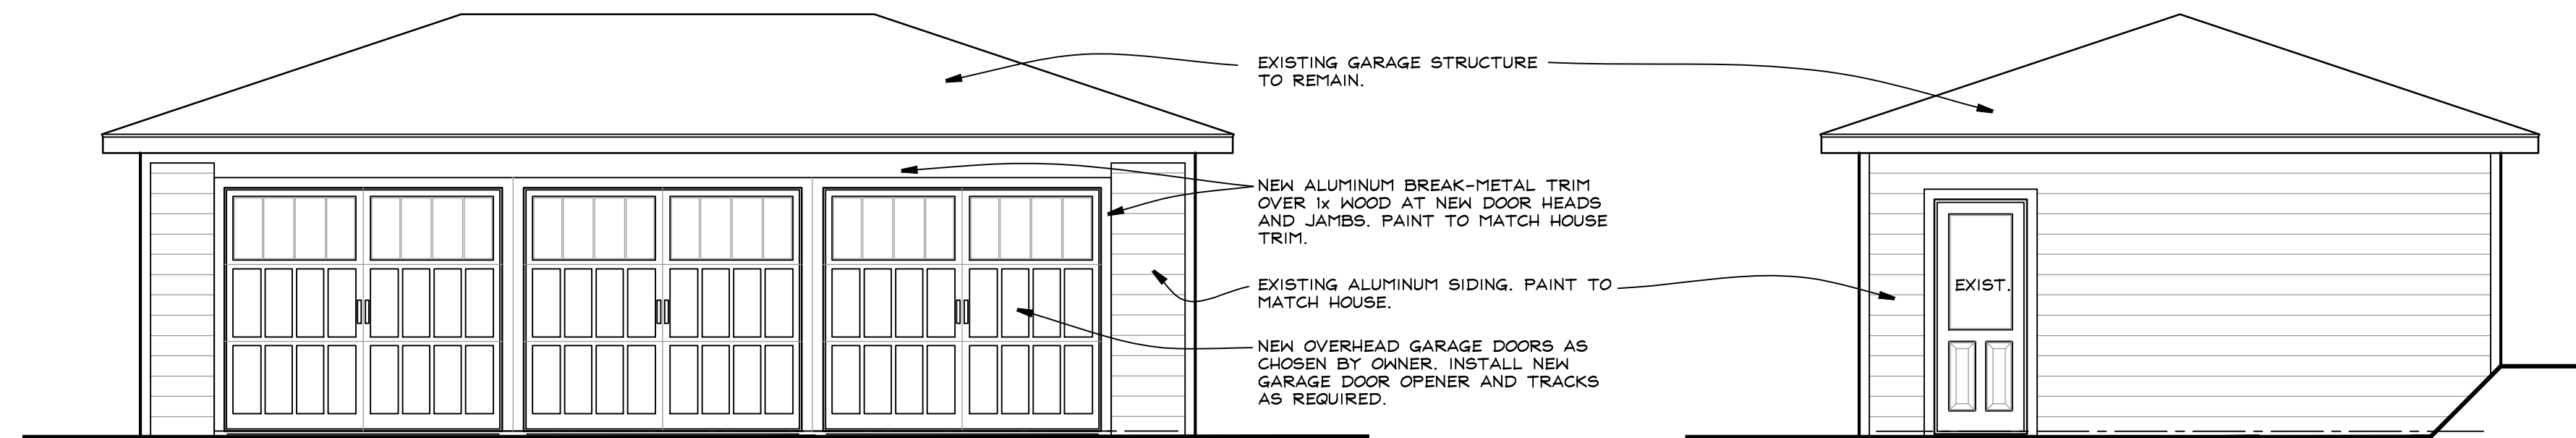 EXISTING GARAGE STRUCTURE
TO REMAIN.
NEW ALUMINUM BREAK-METAL TRIM
OVER 1x WOOD AT NEW DOOR HEADS
AND JAMBS. PAINT TO MATCH HOUSE
TRIM.
EXISTING ALUMINUM SIDING. PAINT TO
MATCH HOUSE.
NEW OVERHEAD GARAGE DOORS AS
CHOSEN BY OWNER. INSTALL NEW
GARAGE DOOR OPENER AND TRACKS
AS REQUIRED.
EXIST.